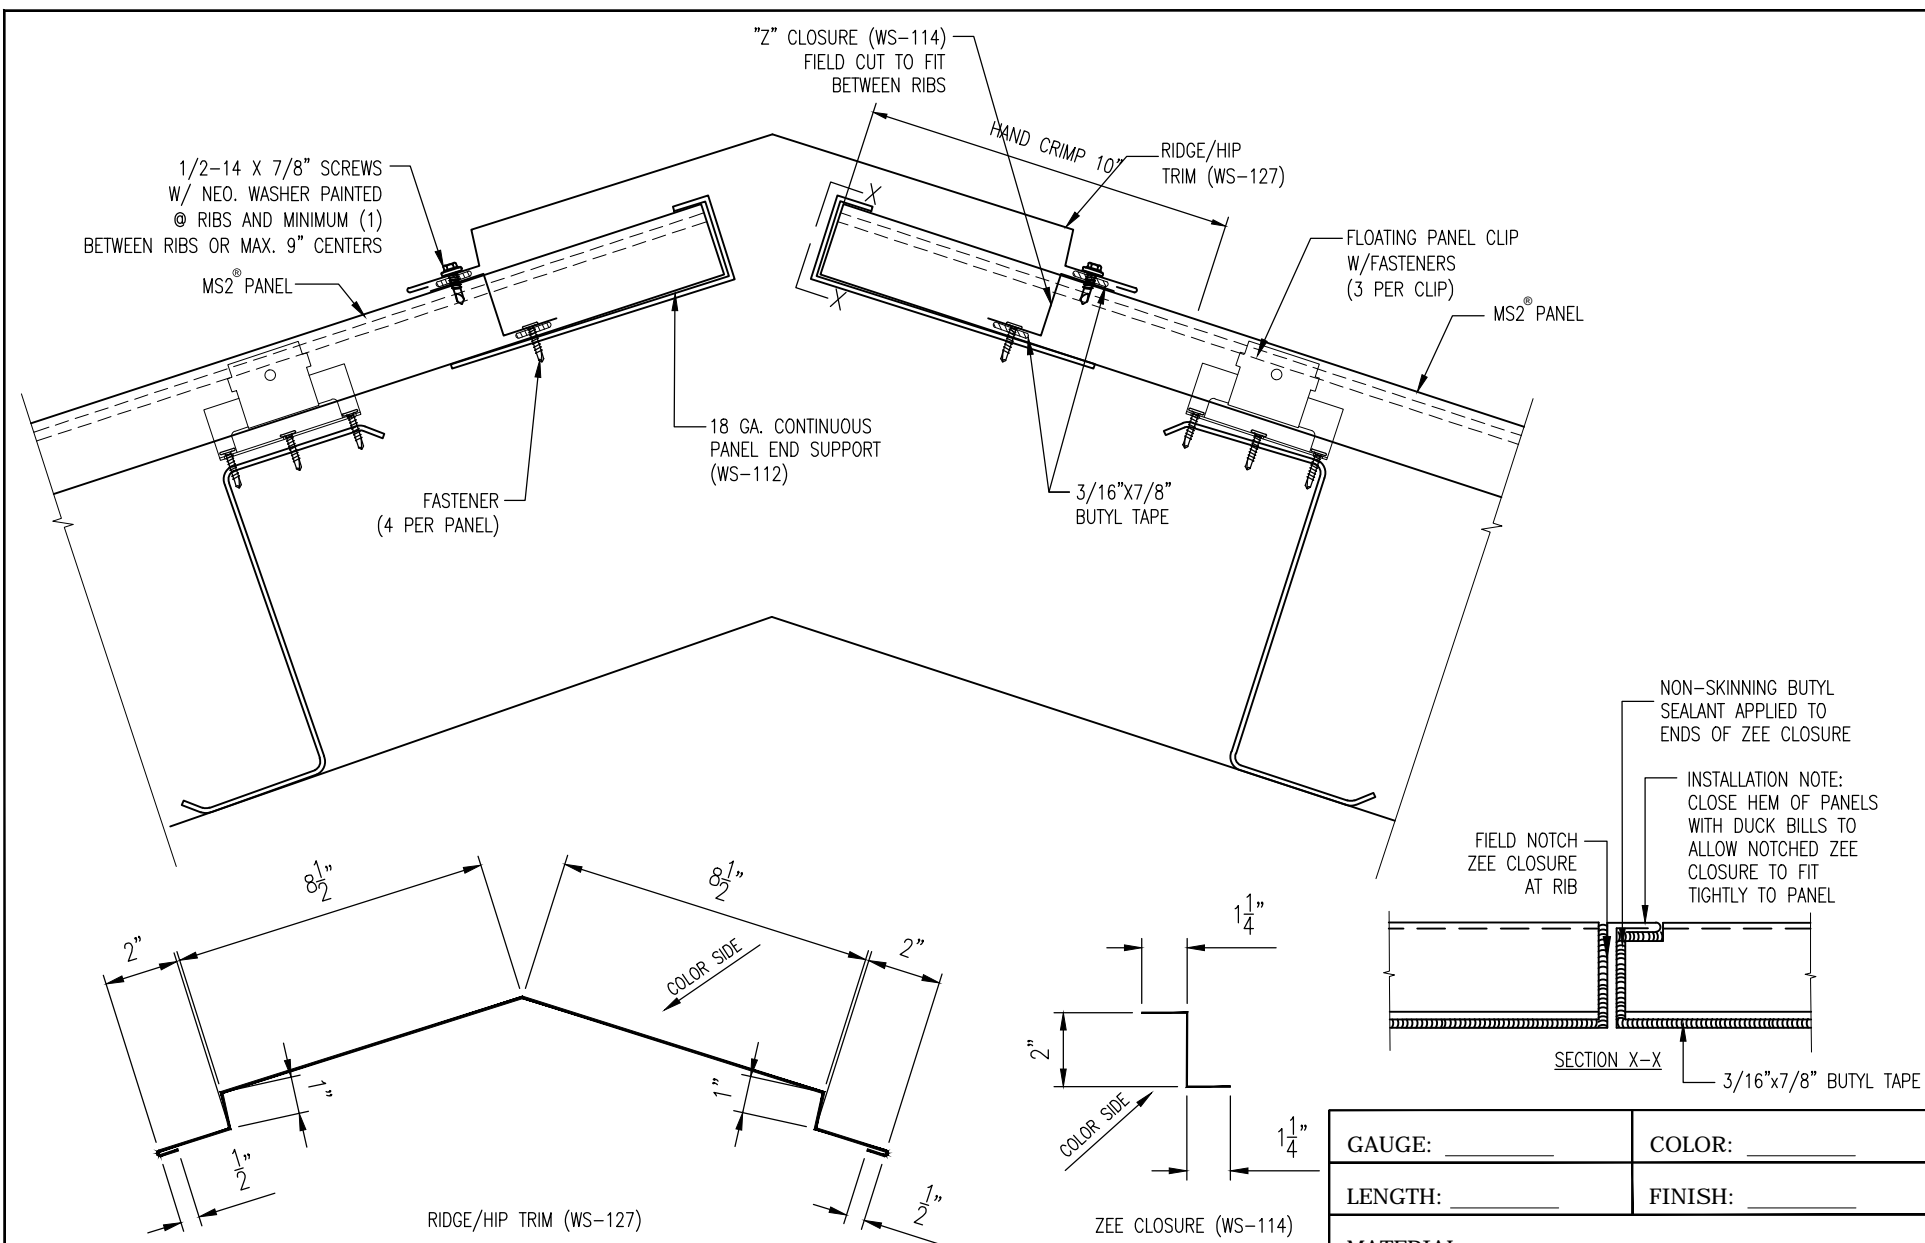 "Z" CLOSURE (WS-114)
FIELD CUT TO FIT
BETWEEN RIBS
HAND CRIMP 10"
RIDGE/HIP
TRIM (WS-127)
1/2-14 X 7/8" SCREWS
W/ NEO. WASHER PAINTED
@ RIBS AND MINIMUM (1)
BETWEEN RIBS OR MAX. 9" CENTERS
MS2® PANEL
X
X
FLOATING PANEL CLIP
W/FASTENERS
(3 PER CLIP)
MS2® PANEL
18 GA. CONTINUOUS
PANEL END SUPPORT
(WS-112)
FASTENER
(4 PER PANEL)
3/16"X7/8"
BUTYL TAPE
NON-SKINNING BUTYL
SEALANT APPLIED TO
ENDS OF ZEE CLOSURE
INSTALLATION NOTE:
CLOSE HEM OF PANELS
WITH DUCK BILLS TO
ALLOW NOTCHED ZEE
CLOSURE TO FIT
TIGHTLY TO PANEL
FIELD NOTCH
ZEE CLOSURE
AT RIB
SECTION X-X
3/16"x7/8" BUTYL TAPE
2"
8 1/2"
8 1/2"
2"
COLOR SIDE
1"
1"
1/2"
1/2"
RIDGE/HIP TRIM (WS-127)
1 1/4"
2"
COLOR SIDE
1 1/4"
ZEE CLOSURE (WS-114)
GAUGE:
COLOR:
LENGTH:
FINISH: